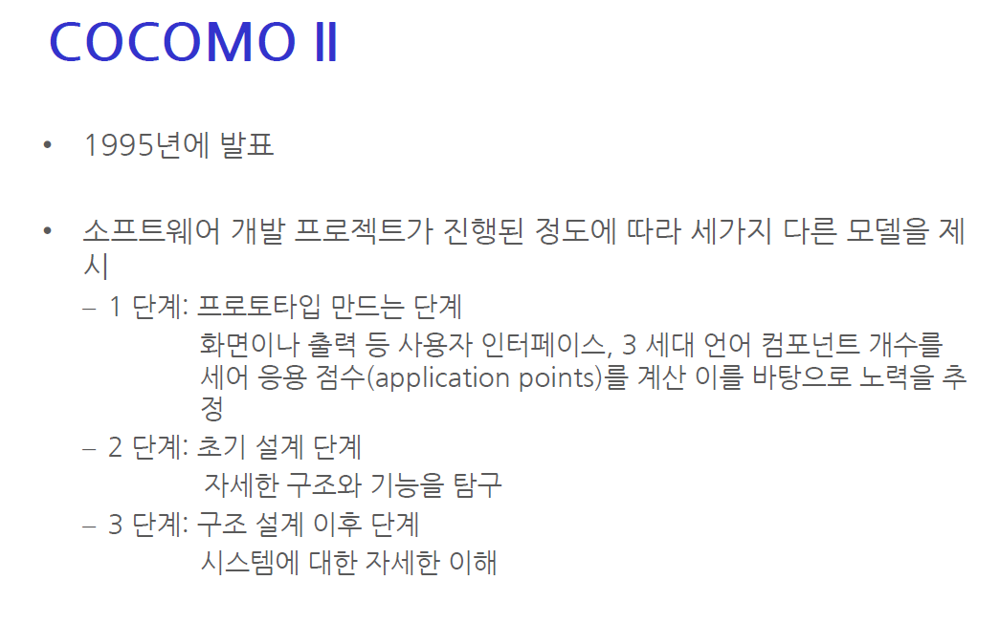 COCOMO II
• 1995년에 발표
• 소프트웨어 개발 프로젝트가 진행된 정도에 따라 세가지 다른 모델을 제
시
– 1 단계: 프로토타입 만드는 단계
화면이나 출력 등 사용자 인터페이스, 3 세대 언어 컴포넌트 개수를
세어 응용 점수(application points)를 계산 이를 바탕으로 노력을 추
정
– 2 단계: 초기 설계 단계
자세한 구조와 기능을 탐구
– 3 단계: 구조 설계 이후 단계
시스템에 대한 자세한 이해